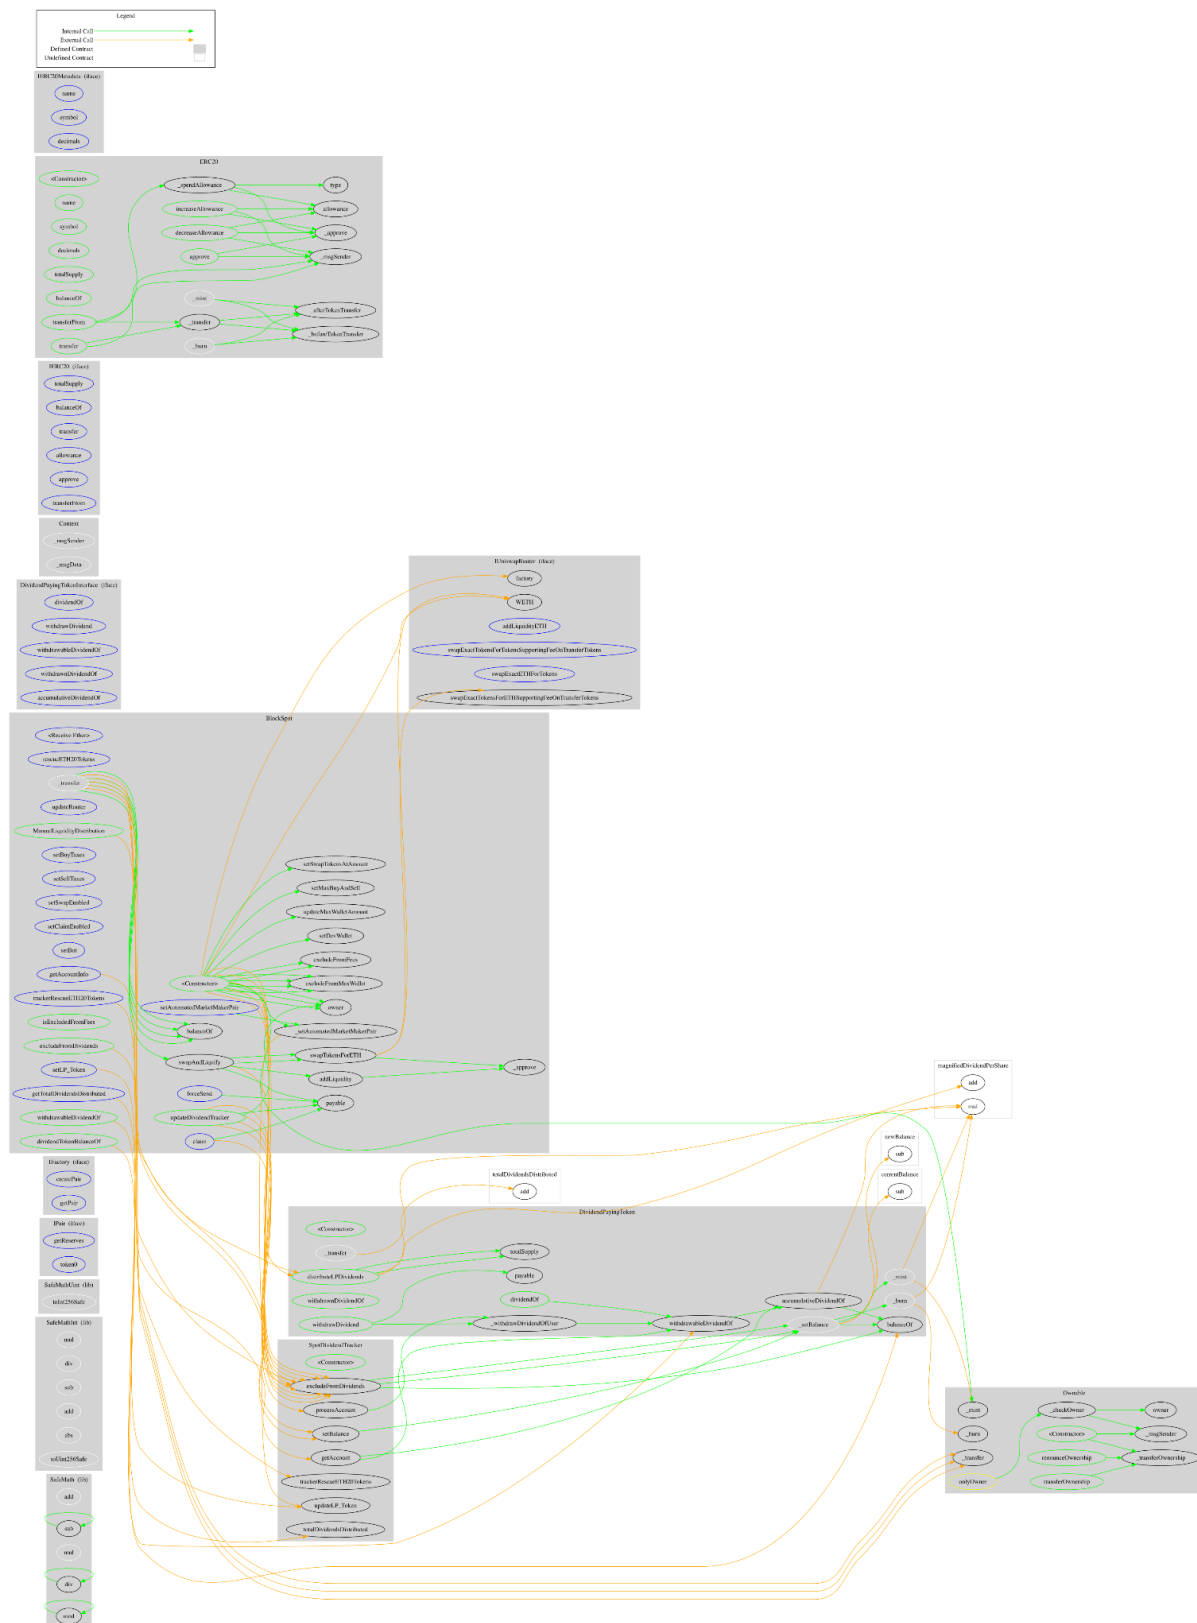 Legend
Internal Call
External Call
Defined Contract
Undefined Contract
IERC20Metadata (iface)
name
symbol
decimals
ERC20
<Constructor>
name
symbol
decimals
totalSupply
balanceOf
transferFrom
transfer
_spendAllowance
increaseAllowance
decreaseAllowance
approve
_mint
_transfer
_burn
type
allowance
_approve
_msgSender
_afterTokenTransfer
_beforeTokenTransfer
IERC20 (iface)
totalSupply
balanceOf
transfer
allowance
approve
transferFrom
Context
_msgSender
_msgData
DividendPayingTokenInterface (iface)
dividendOf
withdrawDividend
withdrawableDividendOf
withdrawnDividendOf
accumulativeDividendOf
IUniswapRouter (iface)
factory
WETH
addLiquidityETH
swapExactTokensForTokensSupportingFeeOnTransferTokens
swapExactETHForTokens
swapExactTokensForETHSupportingFeeOnTransferTokens
BlockSpot
<Receive Ether>
rescueETH20Tokens
_transfer
updateRouter
ManualLiquidityDistribution
setBuyTaxes
setSellTaxes
setSwapEnabled
setClaimEnabled
setBot
getAccountInfo
trackerRescueETH20Tokens
isExcludedFromFees
excludeFromDividends
setLP_Token
getTotalDividendsDistributed
withdrawableDividendOf
dividendTokenBalanceOf
<Constructor>
setAutomatedMarketMakerPair
balanceOf
swapAndLiquify
forceSend
updateDividendTracker
claim
setSwapTokensAtAmount
setMaxBuyAndSell
updateMaxWalletAmount
setDevWallet
excludeFromFees
excludeFromMaxWallet
owner
_setAutomatedMarketMakerPair
swapTokensForETH
addLiquidity
payable
_approve
magnifiedDividendPerShare
add
mul
newBalance
sub
currentBalance
sub
totalDividendsDistributed
add
IFactory (iface)
createPair
getPair
IPair (iface)
getReserves
token0
SafeMathUint (lib)
toInt256Safe
SafeMathInt (lib)
mul
div
sub
add
abs
toUint256Safe
SafeMath (lib)
add
sub
mul
div
mod
DividendPayingToken
<Constructor>
_transfer
distributeLPDividends
withdrawnDividendOf
withdrawDividend
totalSupply
payable
dividendOf
_withdrawDividendOfUser
withdrawableDividendOf
accumulativeDividendOf
_setBalance
_mint
_burn
balanceOf
SpotDividendTracker
<Constructor>
excludeFromDividends
processAccount
setBalance
getAccount
trackerRescueETH20Tokens
updateLP_Token
totalDividendsDistributed
Ownable
_mint
_burn
_transfer
onlyOwner
_checkOwner
<Constructor>
renounceOwnership
transferOwnership
owner
_msgSender
_transferOwnership